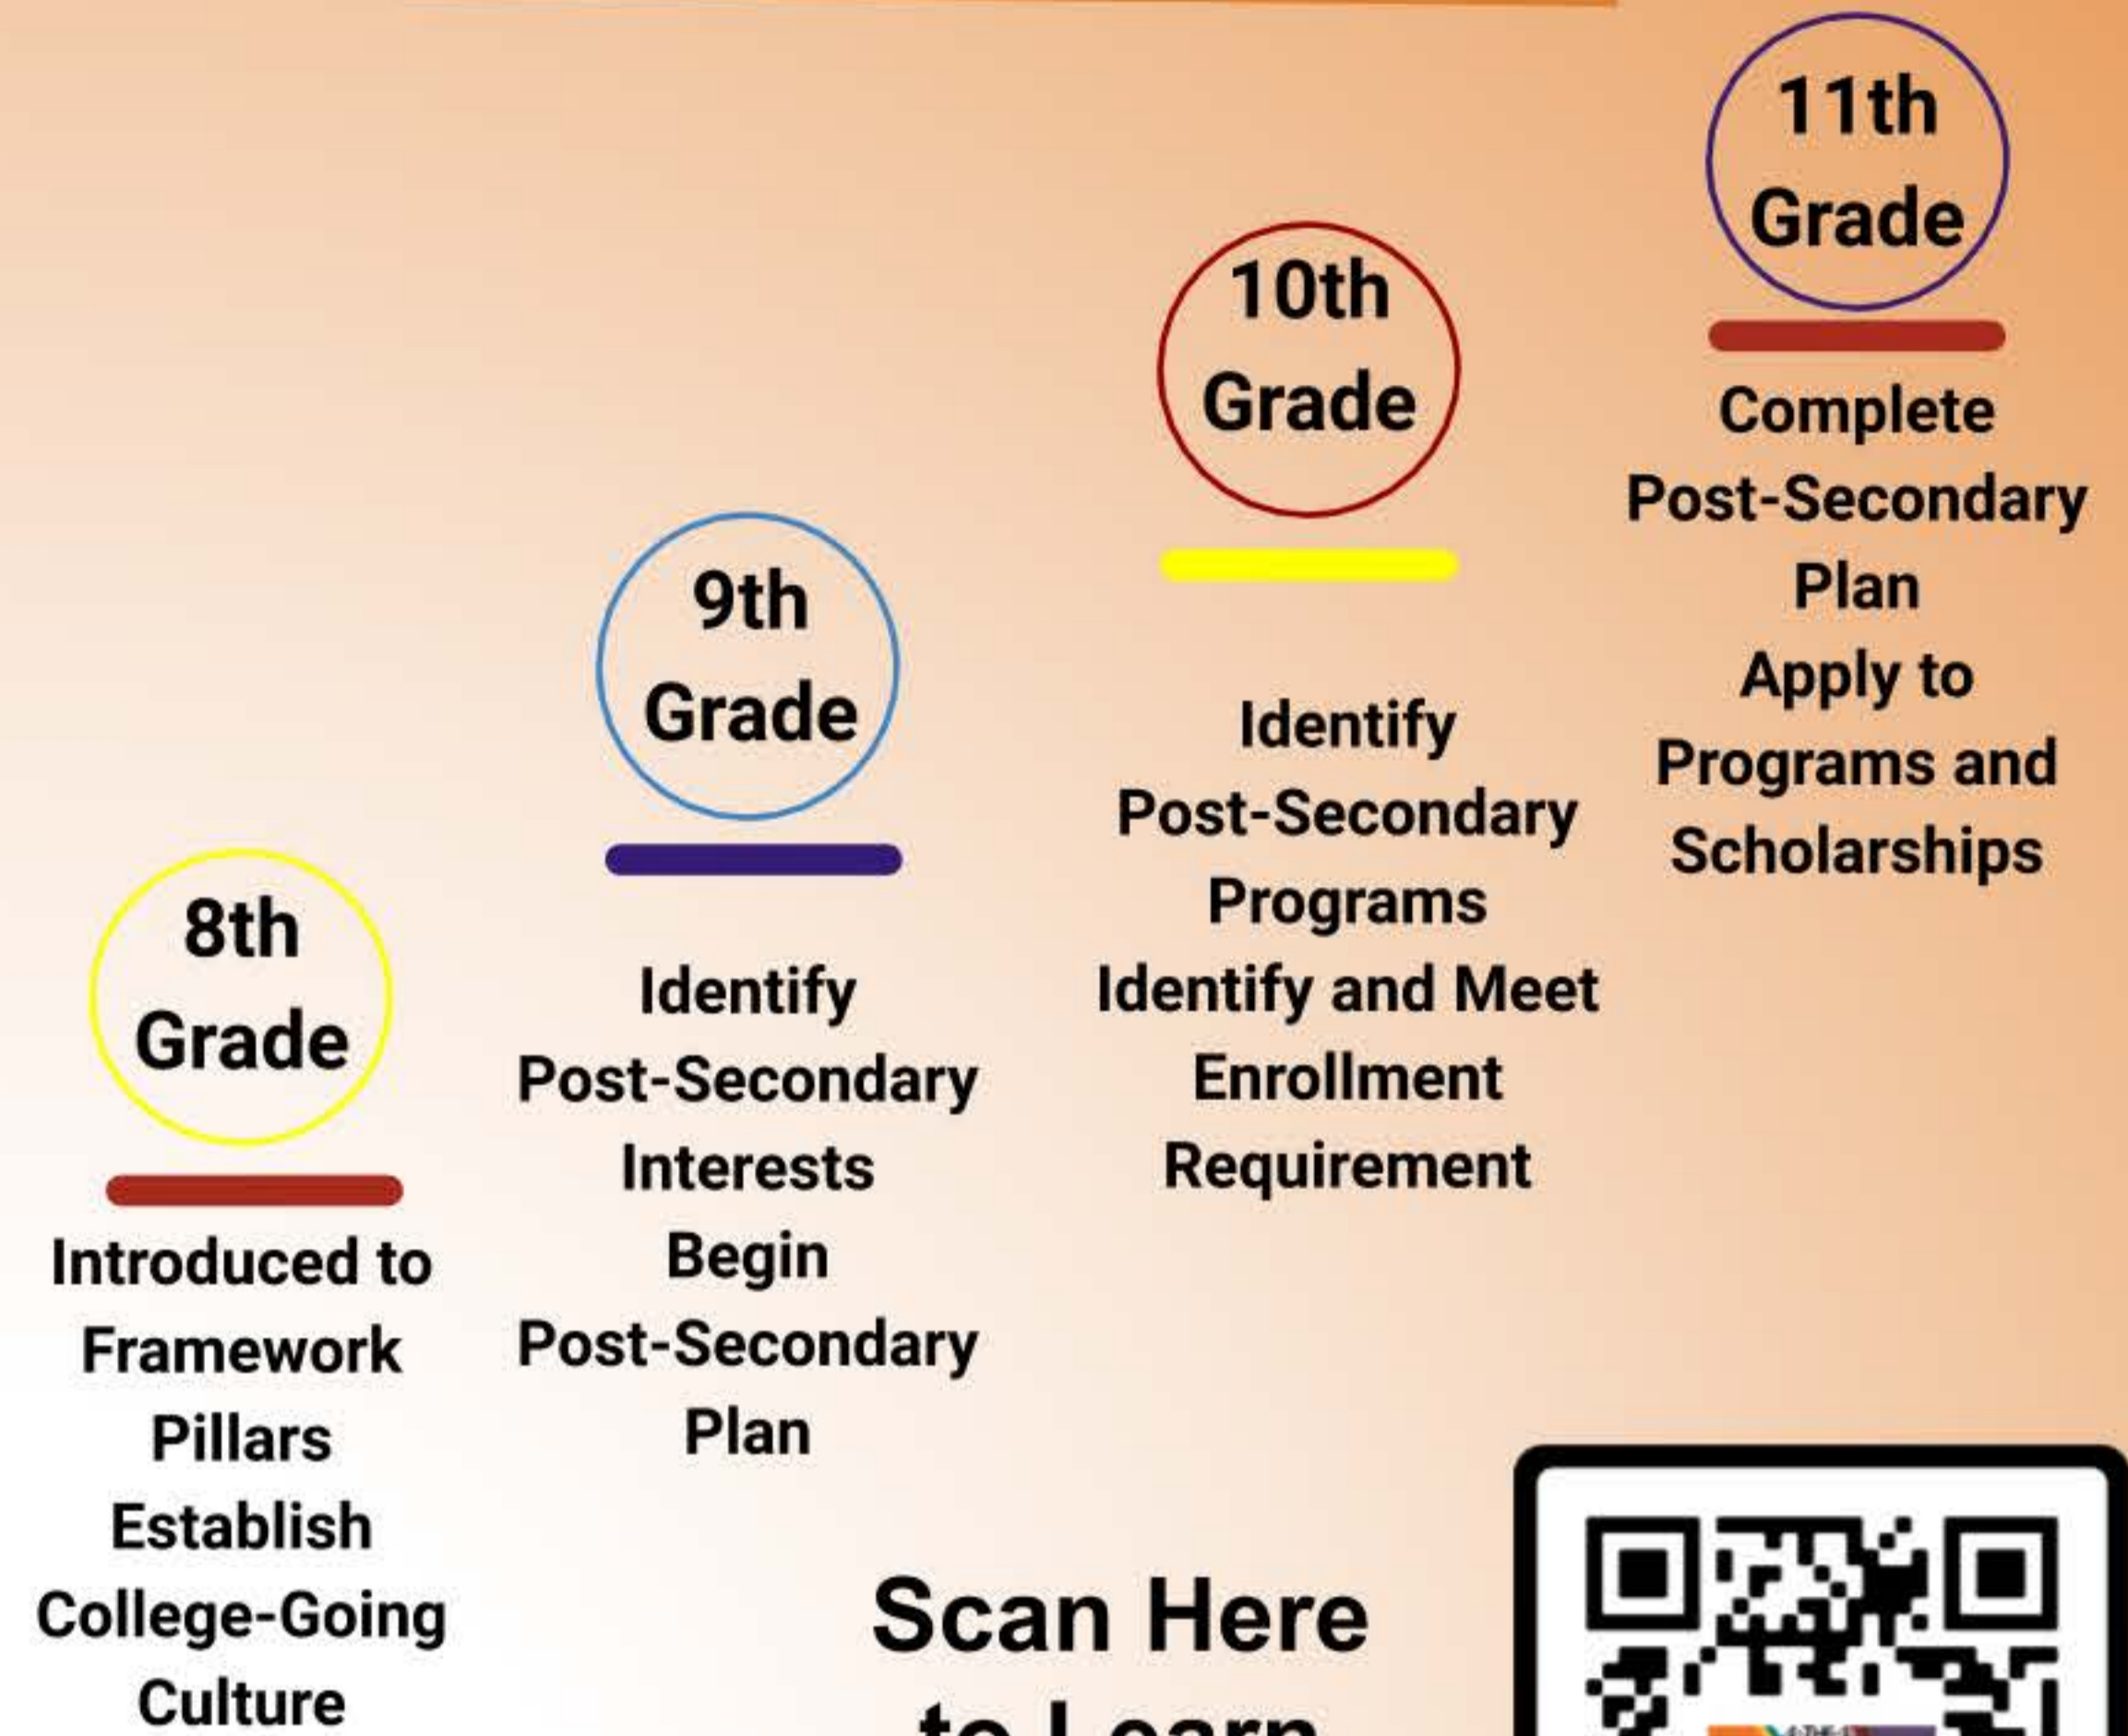 8th
Grade
Introduced to
Framework
Pillars
Establish
College-Going
Culture
9th
Grade
Identify
Post-Secondary
Interests
Begin
Post-Secondary
Plan
10th
Grade
Identify
Post-Secondary
Programs
Identify and Meet
Enrollment
Requirement
11th
Grade
Complete
Post-Secondary
Plan
Apply to
Programs and
Scholarships
Scan Here
to Learn